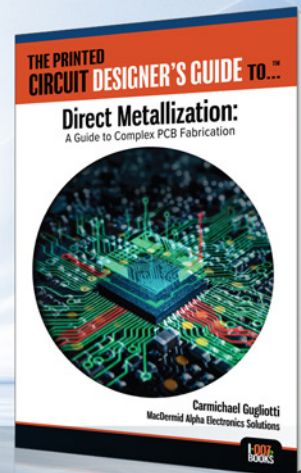 THE PRINTED
CIRCUIT DESIGNER'S GUIDE TO...™
Direct Metallization:
A Guide to Complex PCB Fabrication
Carmichael Gugliotti
MacDermid Alpha Electronics Solutions
I-007e
BOOKS